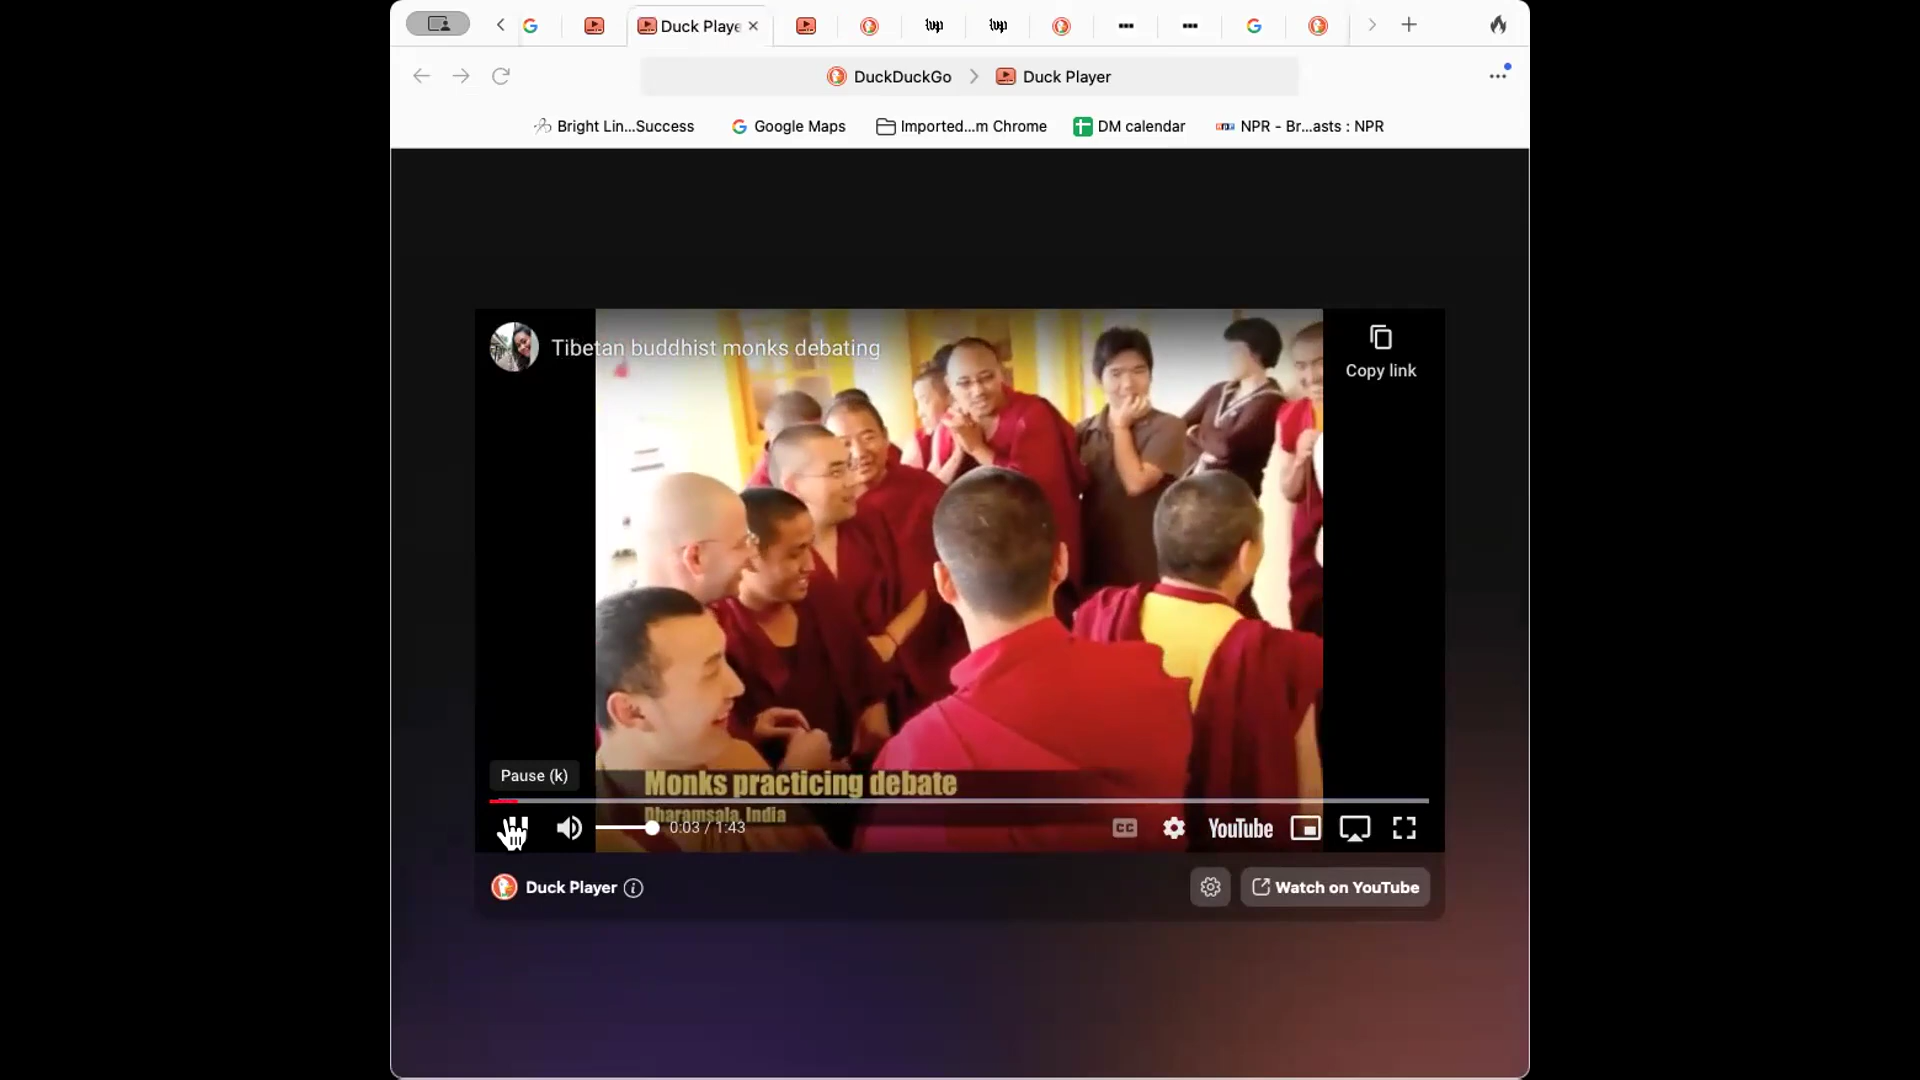 Duck Playe
DuckDuckGo
Duck Player
Bright Lin...Success
Google Maps
Imported...m Chrome
DM calendar
NPR - Br...asts : NPR
Tibetan buddhist monks debating
Copy link
Pause (k)
Monks practicing debate
Dharamsala, India
0:03 / 1:43
CC
YouTube
Duck Player
Watch on YouTube